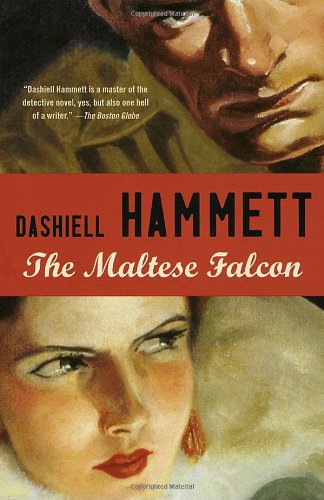 “Dashiell Hammett is a master of the
detective novel, yes, but also one hell
of a writer.” —The Boston Globe
DASHIELL HAMMETT
The Maltese Falcon